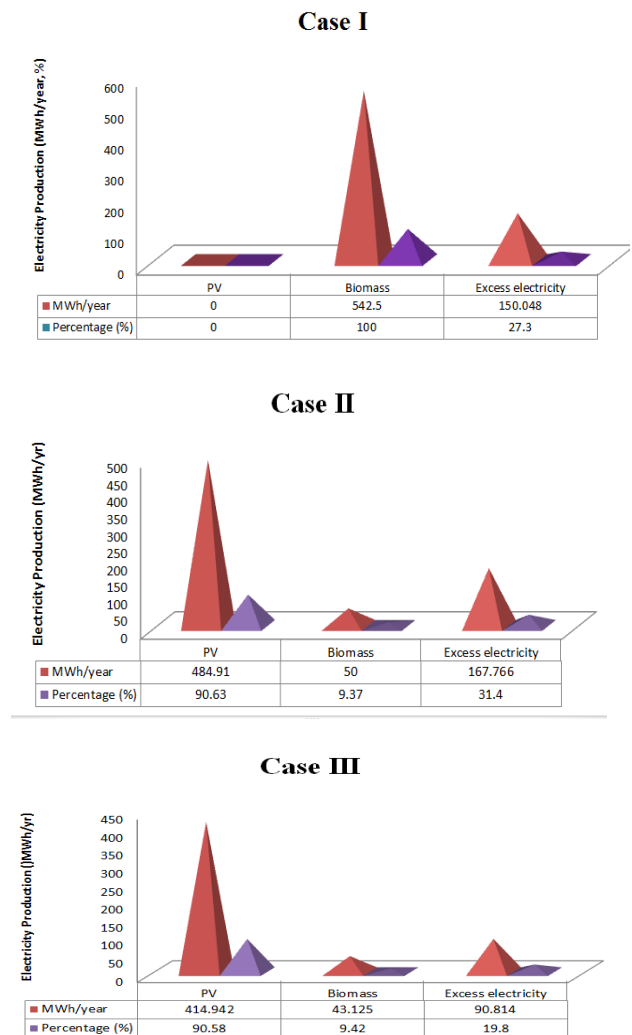 Case I
Electricity Production (MWh/year,%)
600
500
400
300
200
100
0
PV Biomass Excess electricity
MWh/year 0 542.5 150.048
Percentage (%) 0 100 27.3
Case II
Electricity Production (MWh/yr)
500
450
400
350
300
250
200
150
100
50
0
PV Biomass Excess electricity
MWh/year 484.91 50 167.766
Percentage (%) 90.63 9.37 31.4
Case III
Electricity Production()MWh/yr)
450
400
350
300
250
200
150
100
50
0
PV Biomass Excess electricity
MWh/year 414.942 43.125 90.814
Percentage (%) 90.58 9.42 19.8